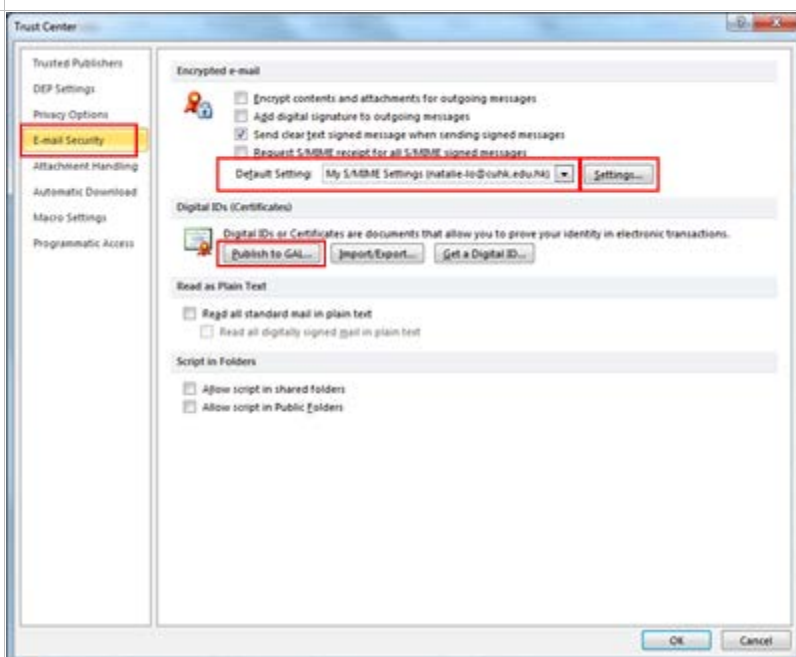 Trust Center
Trusted Publishers
DEP Settings
Privacy Options
E-mail Security
Attachment Handling
Automatic Download
Macro Settings
Programmatic Access
Encrypted e-mail
Encrypt contents and attachments for outgoing messages
Add digital signature to outgoing messages
Send clear text signed message when sending signed messages
Request S/MIME receipt for all S/MIME signed messages
Default Setting: My S/MIME Settings (natalie-lo@cuhk.edu.hk) Settings...
Digital IDs (Certificates)
Digital IDs or Certificates are documents that allow you to prove your identity in electronic transactions.
Publish to GAL... Import/Export... Get a Digital ID...
Read as Plain Text
Read all standard mail in plain text
Read all digitally signed mail in plain text
Script in Folders
Allow script in shared folders
Allow script in Public Folders
OK Cancel